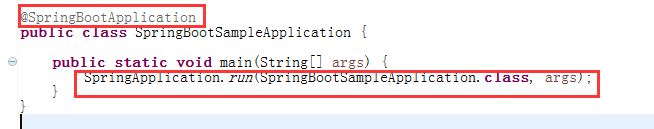 @SpringBootApplication
public class SpringBootSampleApplication {
public static void main(String[] args) {
SpringApplication.run(SpringBootSampleApplication.class, args);
}
}